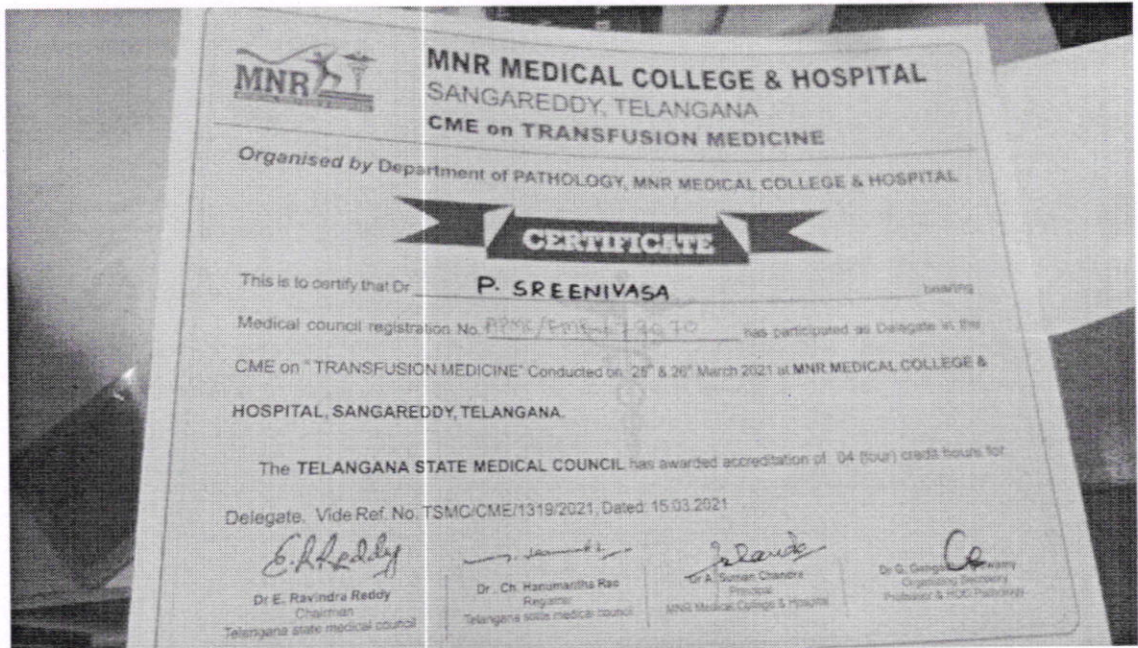 MNR
MNR MEDICAL COLLEGE & HOSPITAL
SANGAREDDY, TELANGANA
CME on TRANSFUSION MEDICINE
Organised by Department of PATHOLOGY, MNR MEDICAL COLLEGE & HOSPITAL
CERTIFICATE
This is to certify that Dr P. SREENIVASA bearing
Medical council registration No. has participated as Delegate in the
CME on "TRANSFUSION MEDICINE" Conducted on 25th & 26th March 2021 at MNR MEDICAL COLLEGE &
HOSPITAL, SANGAREDDY, TELANGANA.
The TELANGANA STATE MEDICAL COUNCIL has awarded accreditation of 04 (four) credit hours for
Delegate. Vide Ref. No. TSMC/CME/1319/2021, Dated: 15.03.2021
E.R.Reddy
Dr E. Ravindra Reddy
Chairman
Telangana state medical council
Dr. Ch. Hanumantha Rao
Registrar
Telangana state medical council
Dr A. Suman Chandra
Principal
MNR Medical College & Hospital
Dr G.
Organizing Secretary
Professor & HOD Pathology